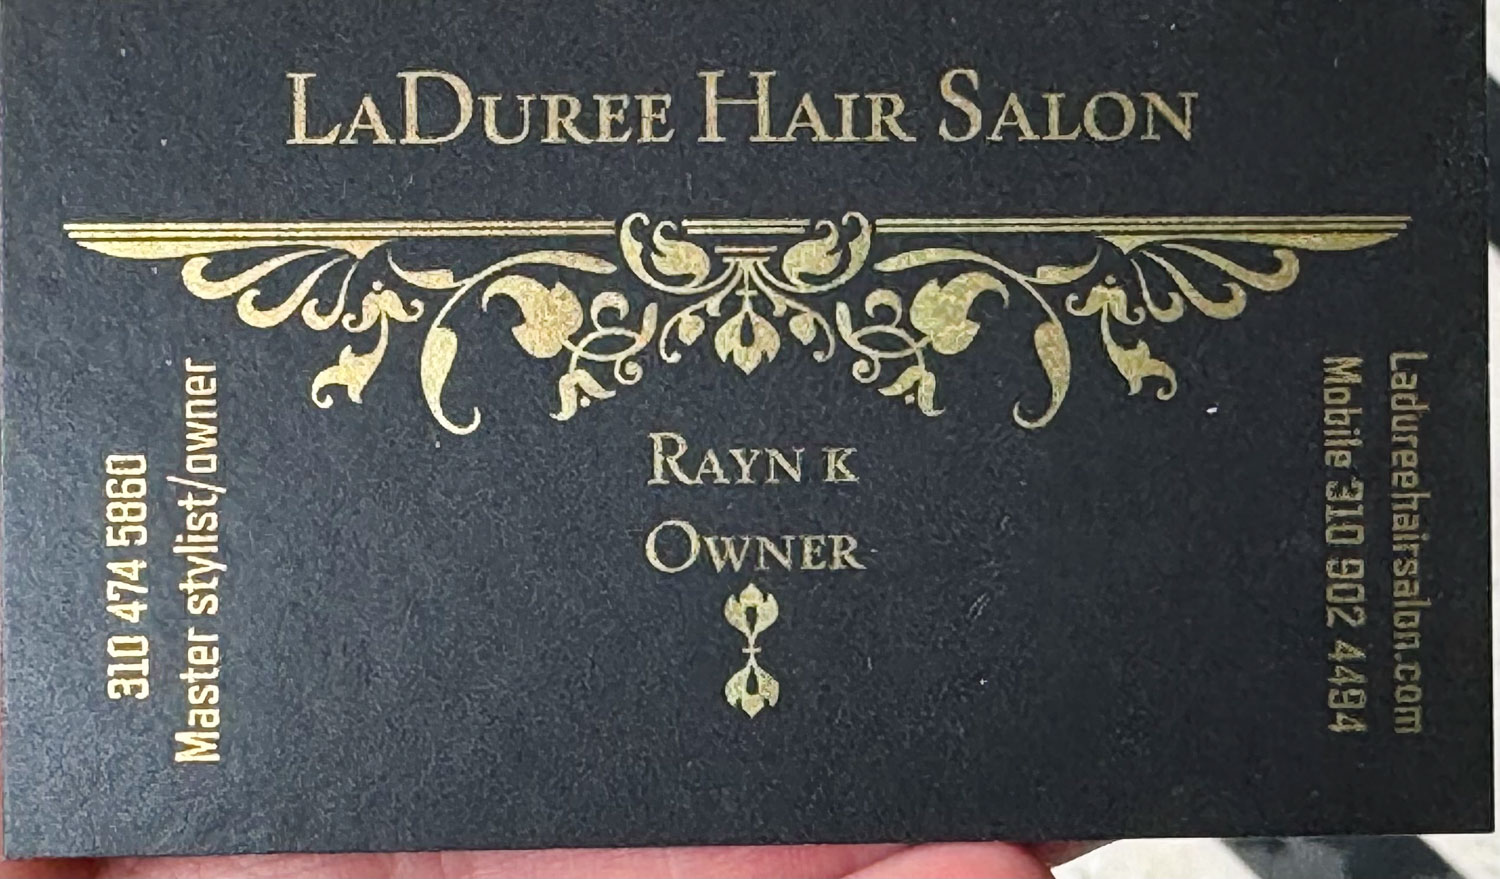 LADUREE HAIR SALON
RAYN K
OWNER
310 474 5860
Master stylist/owner
Ladureehairsalon.com
Mobile 310 902 4494